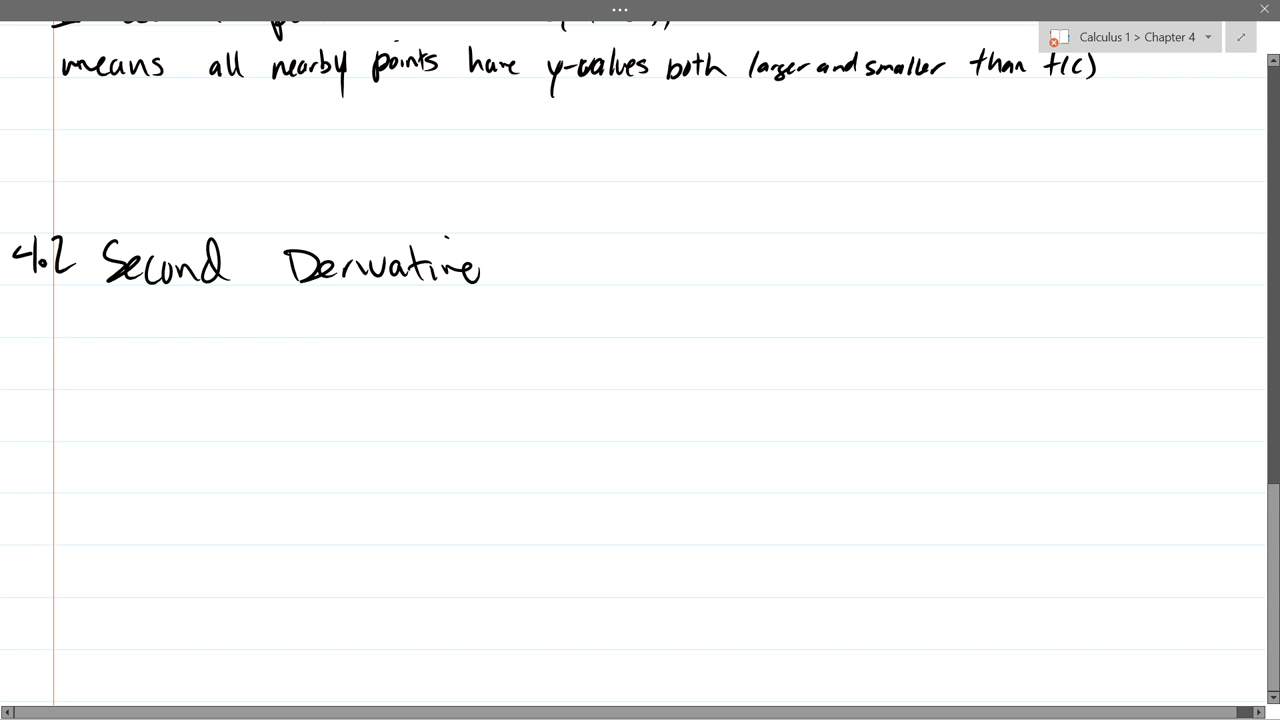 Calculus 1 > Chapter 4
means all nearby points have y-values both larger and smaller than f(c)
4.2 Second Derivative